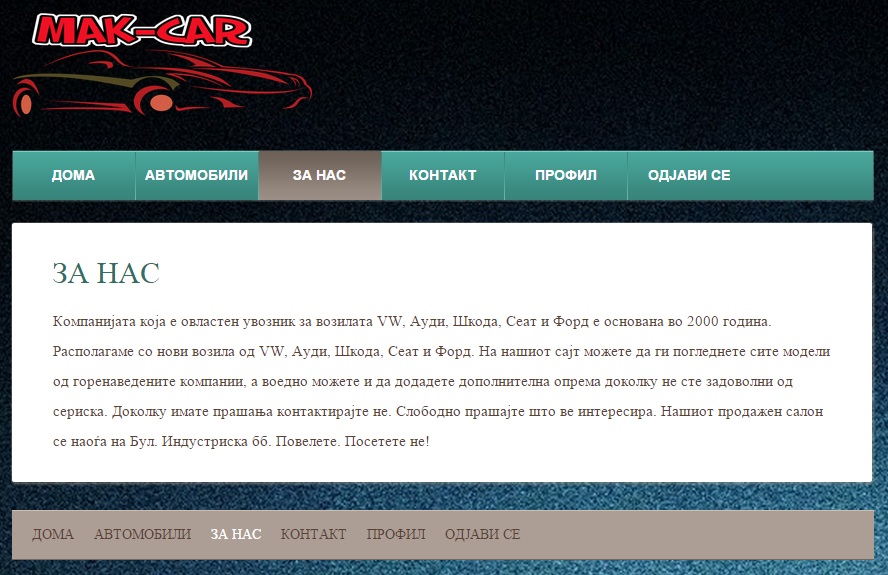 MAK-CAR
ДОМА АВТОМОБИЛИ ЗА НАС КОНТАКТ ПРОФИЛ ОДЈАВИ СЕ
ЗА НАС
Компанијата која е овластен увозник за возилата VW, Ауди, Шкода, Сеат и Форд е основана во 2000 година.
Располагаме со нови возила од VW, Ауди, Шкода, Сеат и Форд. На нашиот сајт можете да ги погледнете сите модели
од горенаведените компании, а воедно можете и да додадете дополнителна опрема доколку не сте задоволни од
сериска. Доколку имате прашања контактирајте не. Слободно прашајте што ве интересира. Нашиот продажен салон
се наоѓа на Бул. Индустриска бб. Повелете. Посетете не!
ДОМА АВТОМОБИЛИ ЗА НАС КОНТАКТ ПРОФИЛ ОДЈАВИ СЕ